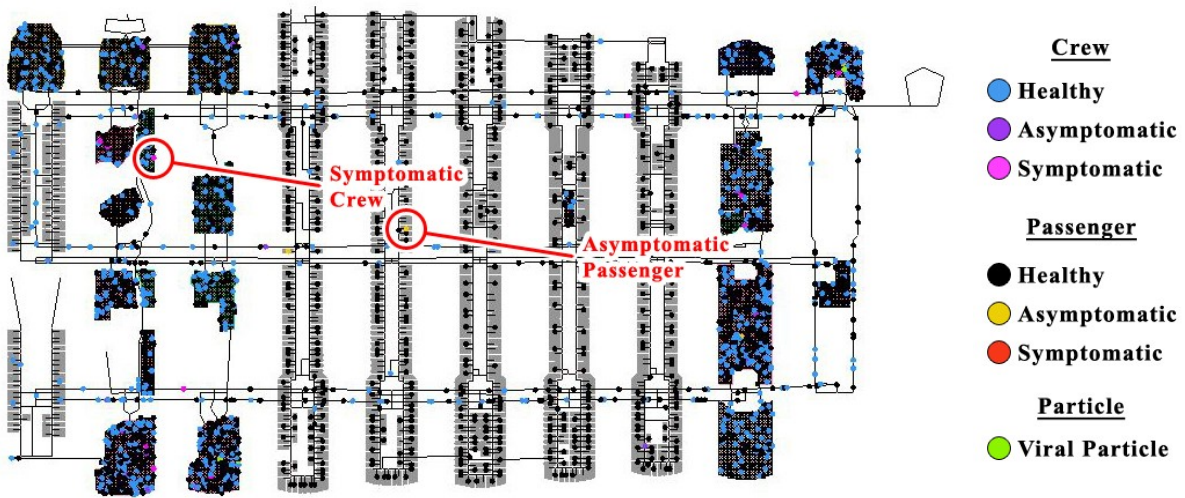 Crew
Healthy
Asymptomatic
Symptomatic
Passenger
Healthy
Asymptomatic
Symptomatic
Particle
Viral Particle
Symptomatic
Crew
Asymptomatic
Passenger